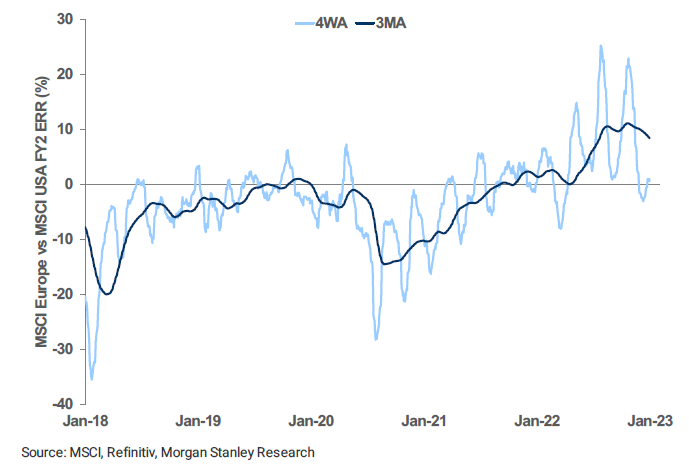 4WA 3MA
MSCI Europe vs MSCI USA FY2 ERR (%)
30
20
10
0
-10
-20
-30
-40
Jan-18 Jan-19 Jan-20 Jan-21 Jan-22 Jan-23
Source: MSCI, Refinitiv, Morgan Stanley Research